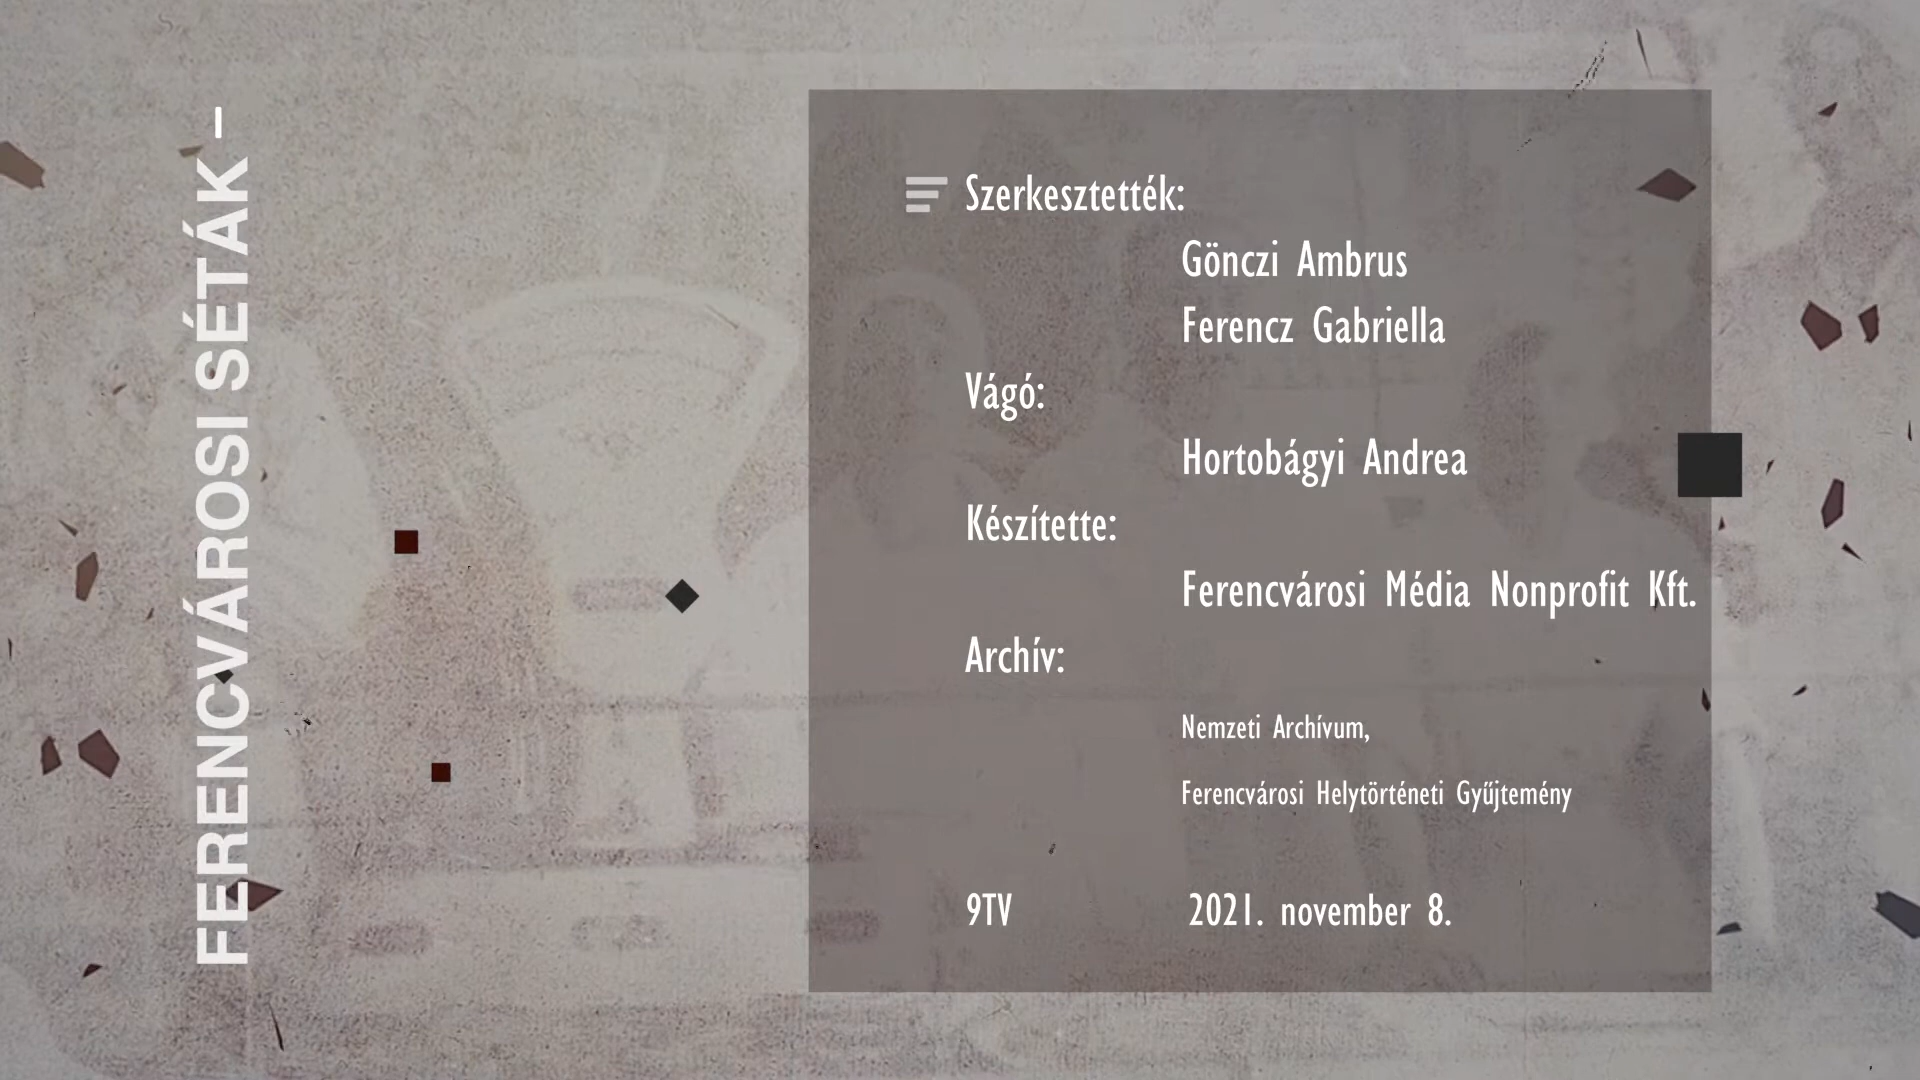 FERENCVÁROSI SÉTÁK –
Szerkesztették:
Gönczi Ambrus
Ferencz Gabriella
Vágó:
Hortobágyi Andrea
Készítette:
Ferencvárosi Média Nonprofit Kft.
Archív:
Nemzeti Archívum,
Ferencvárosi Helytörténeti Gyűjtemény
9TV 2021. november 8.